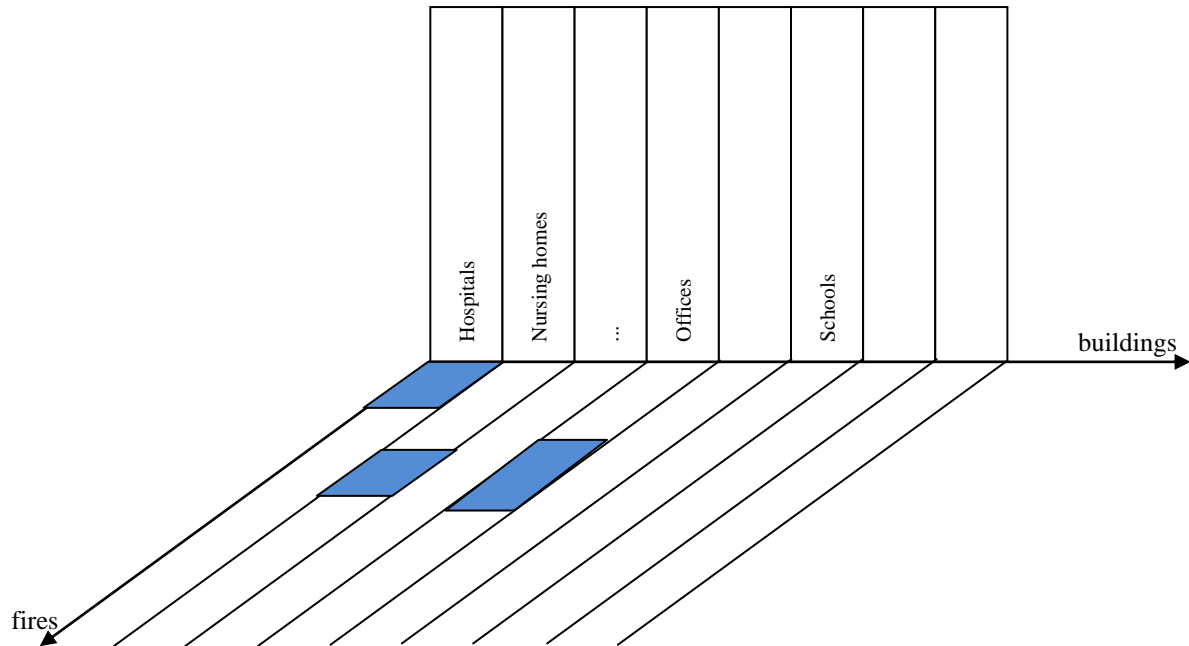 Hospitals
Nursing homes
...
Offices
Schools
buildings
fires